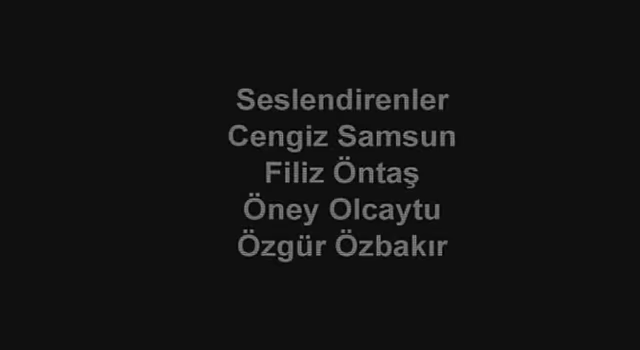 Seslendirenler
Cengiz Samsun
Filiz Öntaş
Öney Olcaytu
Özgür Özbakır